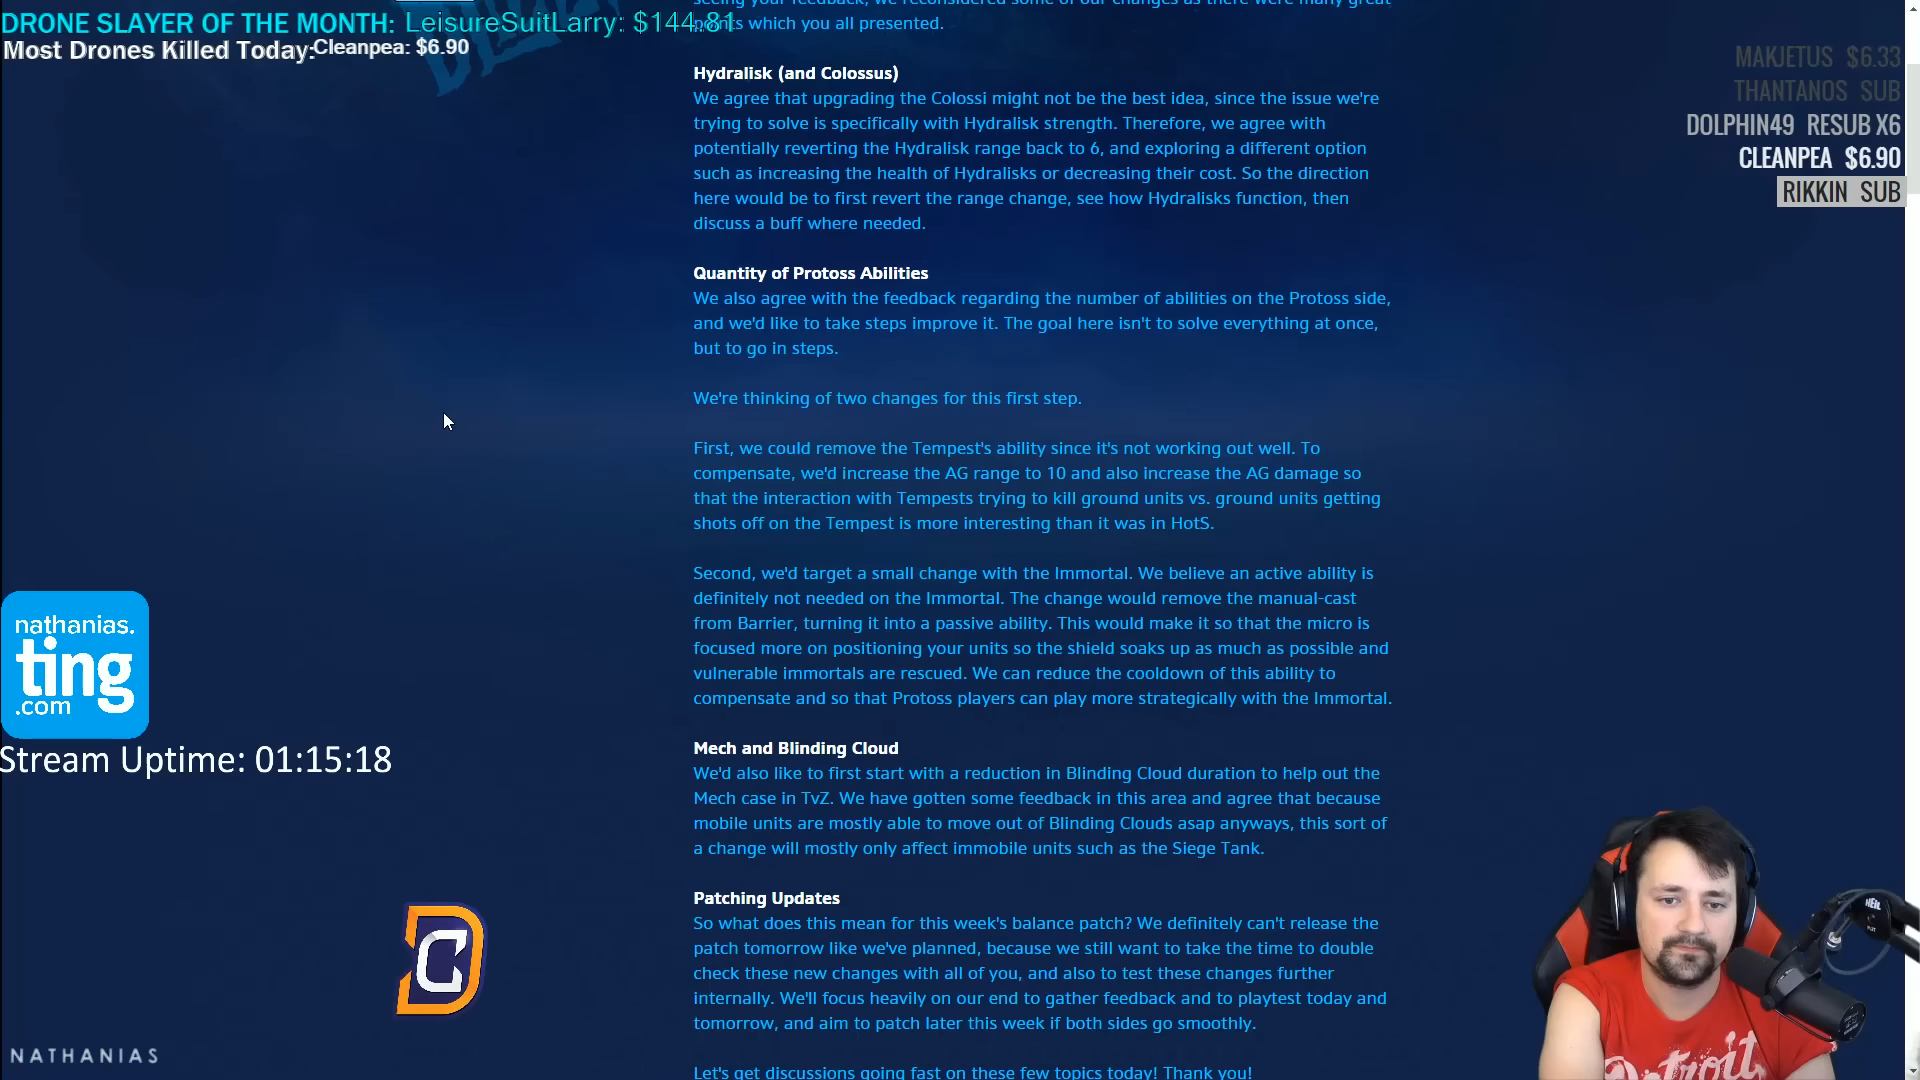 seeing your feedback, we reconsidered some of our changes as there were many great
DRONE SLAYER OF THE MONTH: LeisureSuitLarry: $144.81
points which you all presented.
Most Drones Killed Today: Cleanpea: $6.90
MAKJETUS $6.33
THANTANOS SUB
DOLPHIN49 RESUB X6
CLEANPEA $6.90
RIKKIN SUB
Hydralisk (and Colossus)
We agree that upgrading the Colossi might not be the best idea, since the issue we're
trying to solve is specifically with Hydralisk strength. Therefore, we agree with
potentially reverting the Hydralisk range back to 6, and exploring a different option
such as increasing the health of Hydralisks or decreasing their cost. So the direction
here would be to first revert the range change, see how Hydralisks function, then
discuss a buff where needed.
Quantity of Protoss Abilities
We also agree with the feedback regarding the number of abilities on the Protoss side,
and we'd like to take steps improve it. The goal here isn't to solve everything at once,
but to go in steps.
We're thinking of two changes for this first step.
First, we could remove the Tempest's ability since it's not working out well. To
compensate, we'd increase the AG range to 10 and also increase the AG damage so
that the interaction with Tempests trying to kill ground units vs. ground units getting
shots off on the Tempest is more interesting than it was in HotS.
Second, we'd target a small change with the Immortal. We believe an active ability is
definitely not needed on the Immortal. The change would remove the manual-cast
from Barrier, turning it into a passive ability. This would make it so that the micro is
focused more on positioning your units so the shield soaks up as much as possible and
vulnerable immortals are rescued. We can reduce the cooldown of this ability to
compensate and so that Protoss players can play more strategically with the Immortal.
Mech and Blinding Cloud
We'd also like to first start with a reduction in Blinding Cloud duration to help out the
Mech case in TvZ. We have gotten some feedback in this area and agree that because
mobile units are mostly able to move out of Blinding Clouds asap anyways, this sort of
a change will mostly only affect immobile units such as the Siege Tank.
Patching Updates
So what does this mean for this week's balance patch? We definitely can't release the
patch tomorrow like we've planned, because we still want to take the time to double
check these new changes with all of you, and also to test these changes further
internally. We'll focus heavily on our end to gather feedback and to playtest today and
tomorrow, and aim to patch later this week if both sides go smoothly.
Let's get discussions going fast on these few topics today! Thank you!
nathanias.
ting
.com
Stream Uptime: 01:15:18
DC
NATHANIAS
Detroit